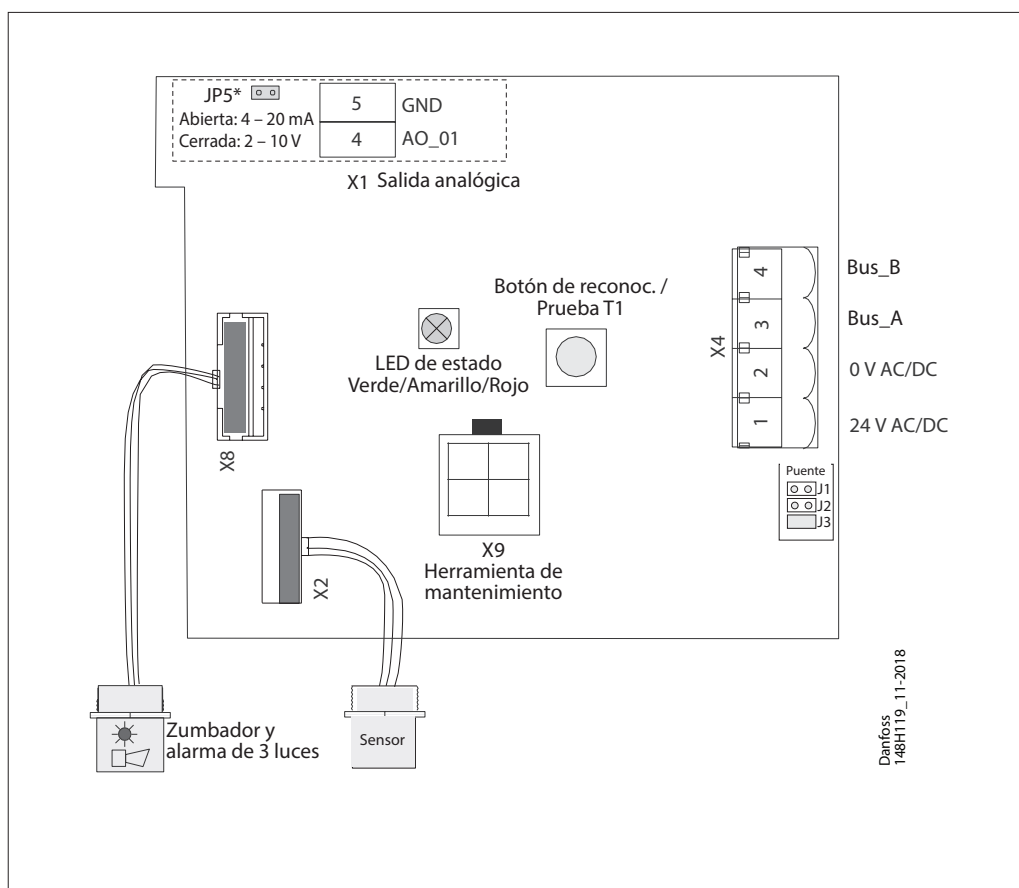 JP5*
Abierta: 4 – 20 mA
Cerrada: 2 – 10 V
5 GND
4 AO_01
X1 Salida analógica
Botón de reconoc. /
Prueba T1
LED de estado
Verde/Amarillo/Rojo
X8
X2
X9
Herramienta de
mantenimiento
X4
4 Bus_B
3 Bus_A
2 0 V AC/DC
1 24 V AC/DC
Puente
J1
J2
J3
Zumbador y
alarma de 3 luces
Sensor
Danfoss
148H119_11-2018